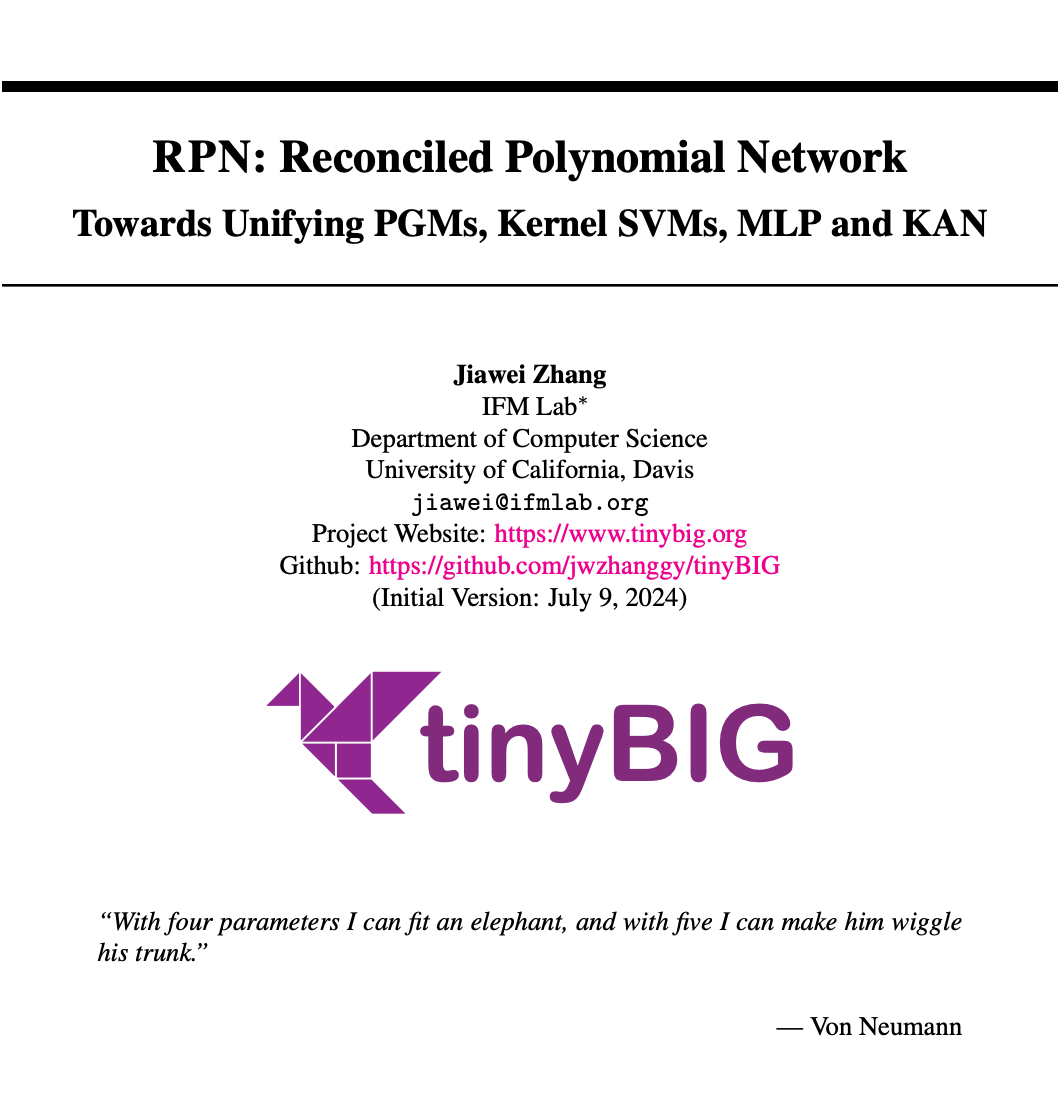 RPN: Reconciled Polynomial Network
Towards Unifying PGMs, Kernel SVMs, MLP and KAN
Jiawei Zhang
IFM Lab*
Department of Computer Science
University of California, Davis
jiawei@ifmlab.org
Project Website: https://www.tinybig.org
Github: https://github.com/jwzhanggy/tinyBIG
(Initial Version: July 9, 2024)
tinyBIG
“With four parameters I can fit an elephant, and with five I can make him wiggle
his trunk.”
— Von Neumann